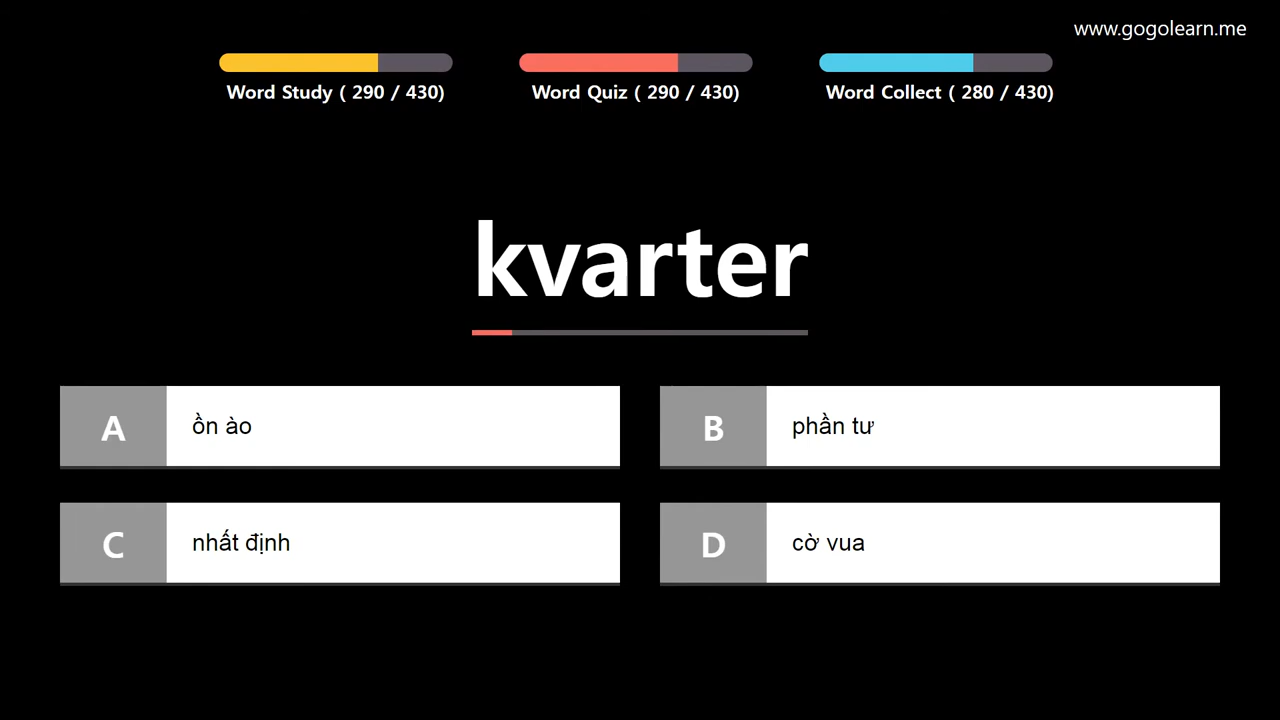 www.gogolearn.me
Word Study ( 290 / 430)
Word Quiz ( 290 / 430)
Word Collect ( 280 / 430)
kvarter
A
ồn ào
B
phần tư
C
nhất định
D
cờ vua